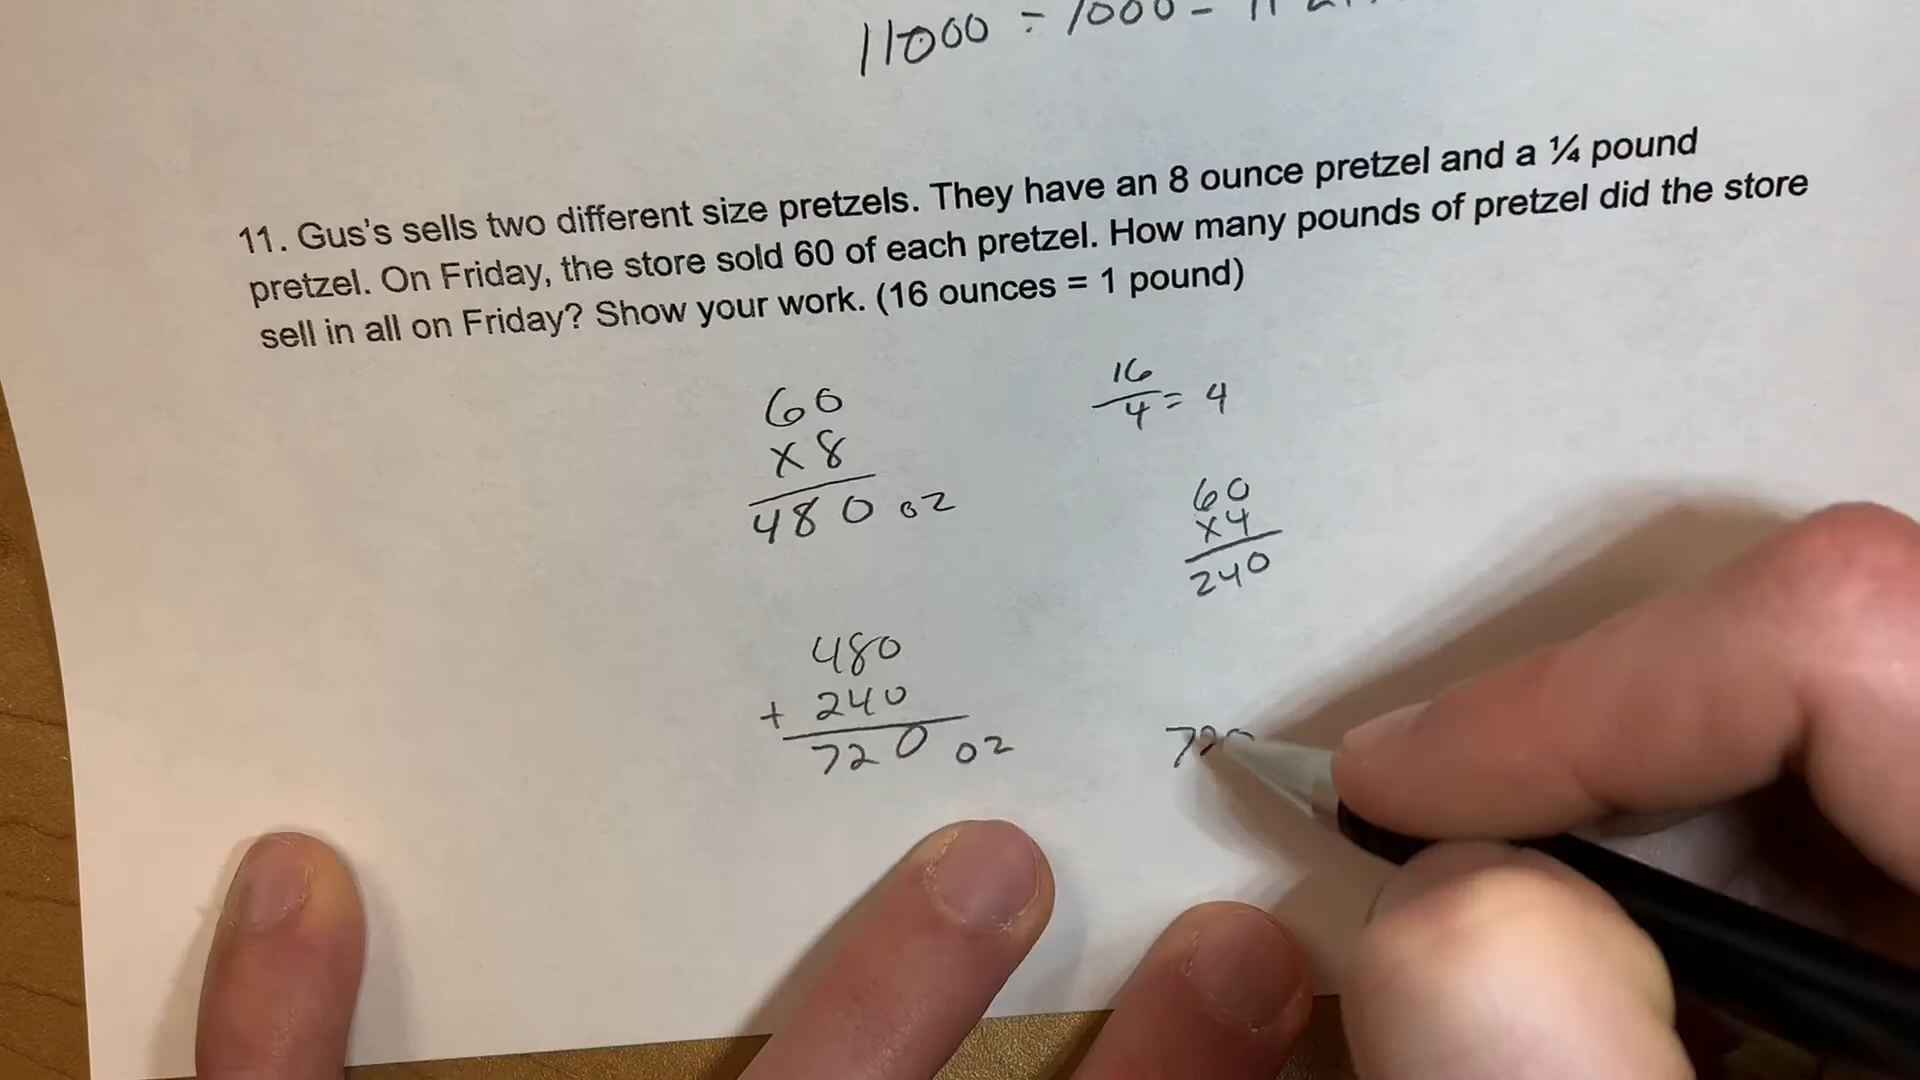 11000 ÷ 1000 = 11
11. Gus's sells two different size pretzels. They have an 8 ounce pretzel and a ¼ pound
pretzel. On Friday, the store sold 60 of each pretzel. How many pounds of pretzel did the store
sell in all on Friday? Show your work. (16 ounces = 1 pound)
60
x 8
480 oz
16
4 = 4
60
x4
240
480
+ 240
720 oz
720